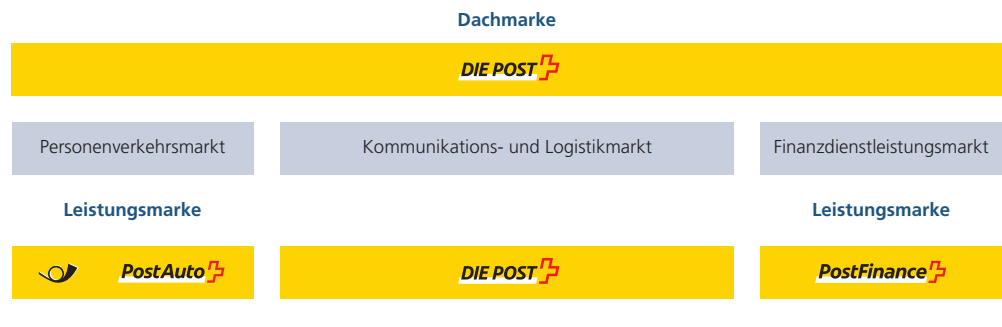 Dachmarke
DIE POST
Personenverkehrsmarkt
Kommunikations- und Logistikmarkt
Finanzdienstleistungsmarkt
Leistungsmarke
Leistungsmarke
PostAuto
DIE POST
PostFinance